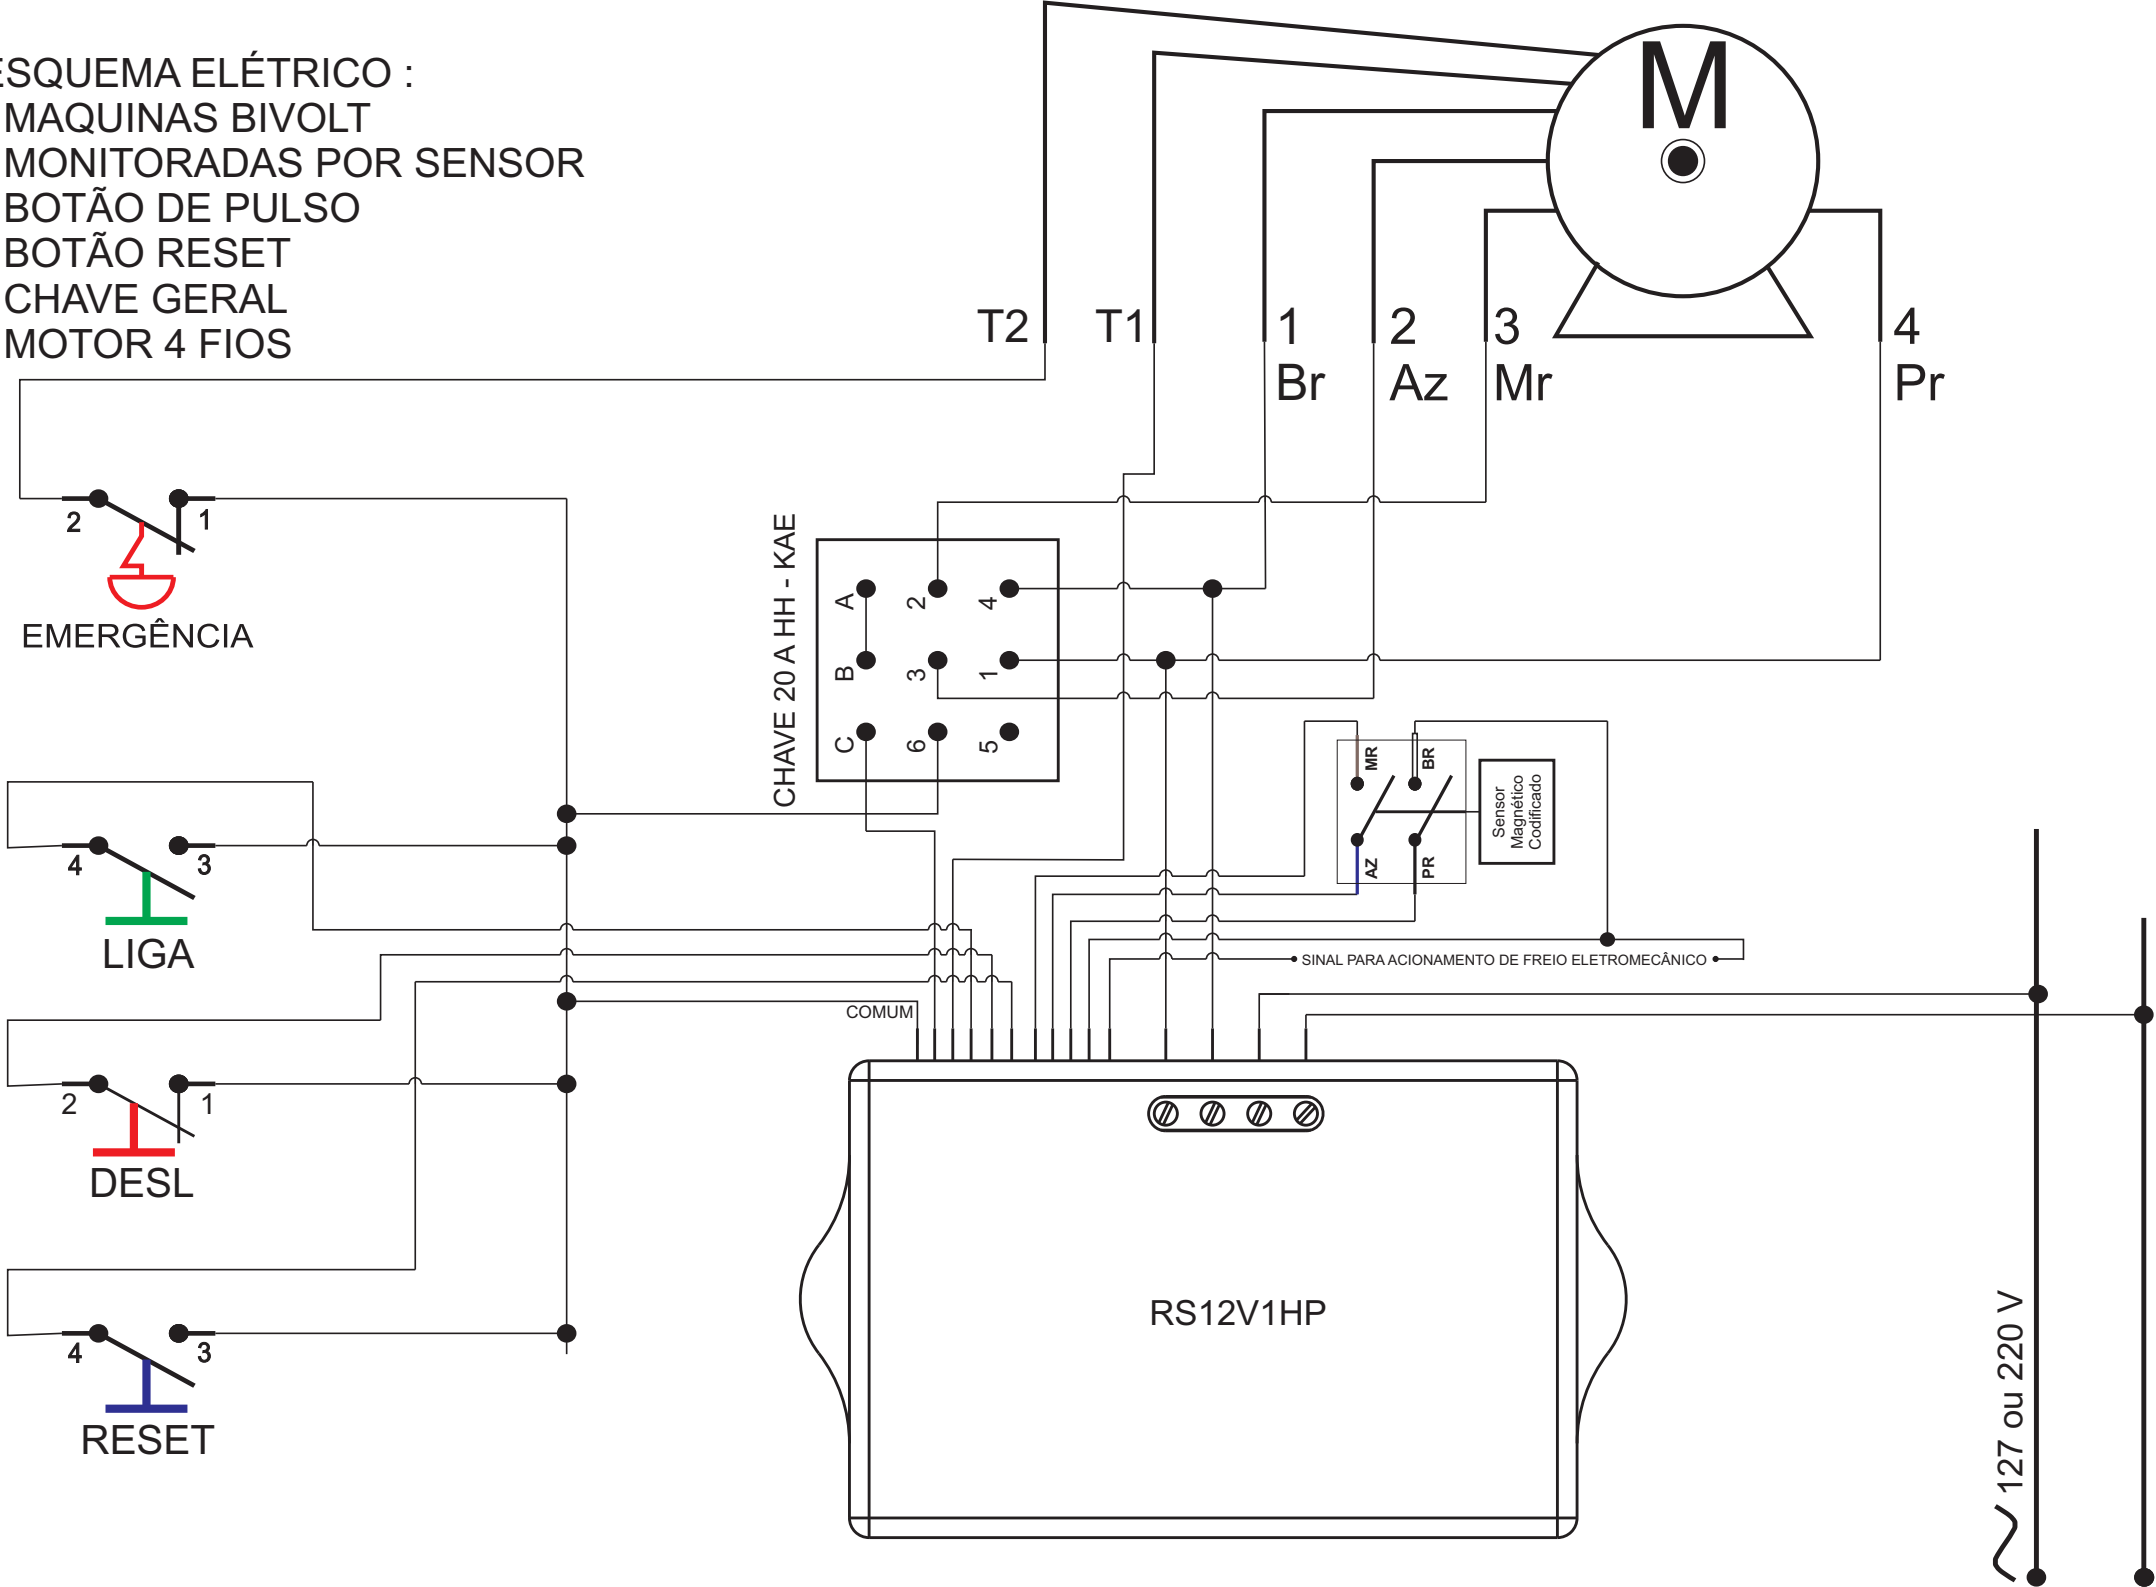 ESQUEMA ELÉTRICO :
MAQUINAS BIVOLT
MONITORADAS POR SENSOR
BOTÃO DE PULSO
BOTÃO RESET
CHAVE GERAL
MOTOR 4 FIOS
M
T2 T1 1 2 3 4
Br Az Mr Pr
2 1
EMERGÊNCIA
CHAVE 20 A HH - KAE
A 2 4
B 3 1
C 6 5
MR BR
AZ PR
Sensor
Magnético
Codificado
4 3
LIGA
SINAL PARA ACIONAMENTO DE FREIO ELETROMECÂNICO
COMUM
2 1
DESL
RS12V1HP
4 3
RESET
127 ou 220 V